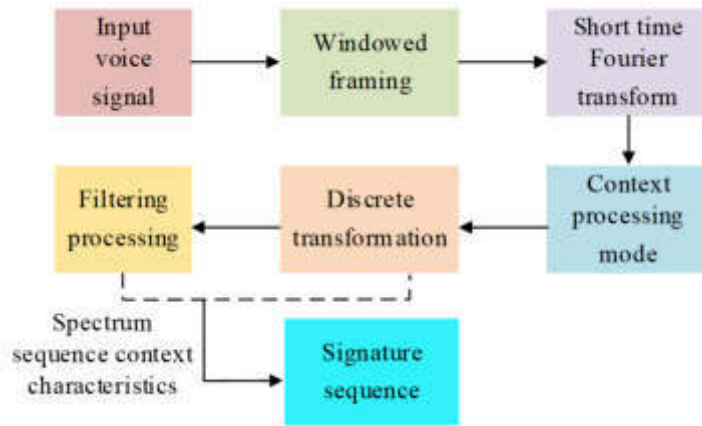 Input
voice
signal
Windowed
framing
Short time
Fourier
transform
Context
processing
mode
Discrete
transformation
Filtering
processing
Spectrum
sequence context
characteristics
Signature
sequence